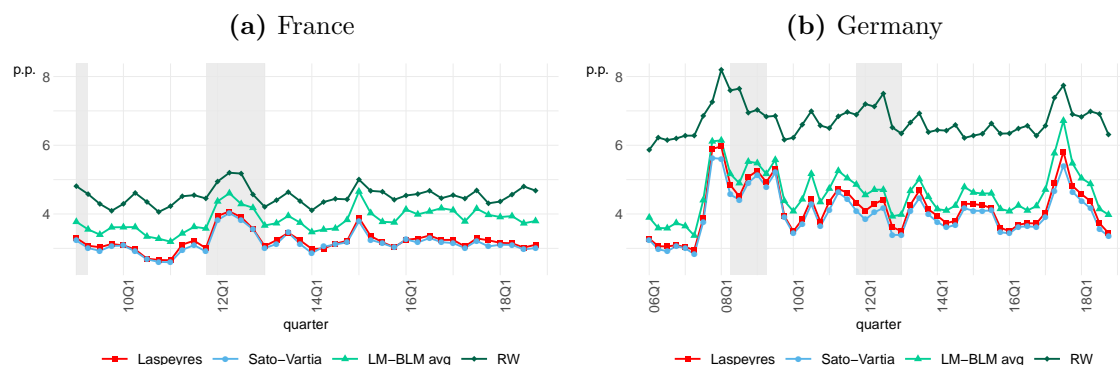 (a) France
p.p.
8
6
4
10Q1
12Q1
14Q1
16Q1
18Q1
quarter
Laspeyres Sato−Vartia LM−BLM avg RW
(b) Germany
p.p.
8
6
4
06Q1
08Q1
10Q1
12Q1
14Q1
16Q1
18Q1
quarter
Laspeyres Sato−Vartia LM−BLM avg RW